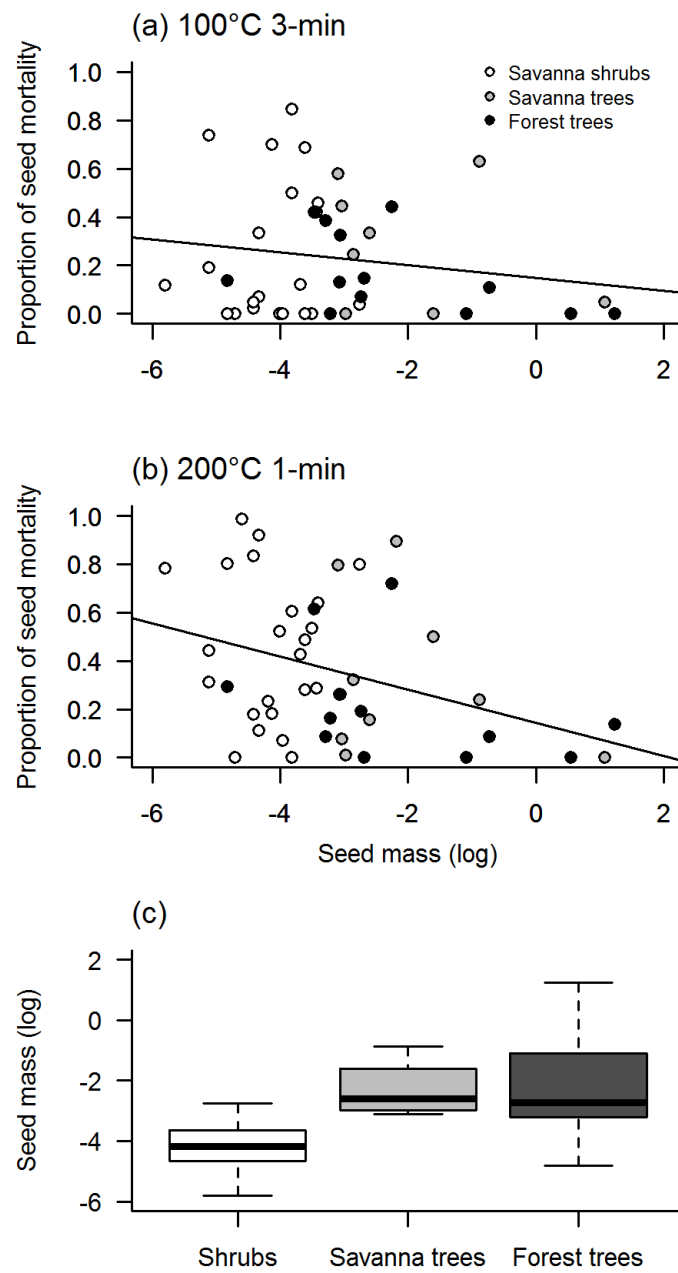 (a) 100°C 3-min
Proportion of seed mortality
1.0
0.8
0.6
0.4
0.2
0.0
Savanna shrubs
Savanna trees
Forest trees
-6 -4 -2 0 2
(b) 200°C 1-min
Proportion of seed mortality
1.0
0.8
0.6
0.4
0.2
0.0
-6 -4 -2 0 2
Seed mass (log)
(c)
Seed mass (log)
2
0
-2
-4
-6
Shrubs Savanna trees Forest trees